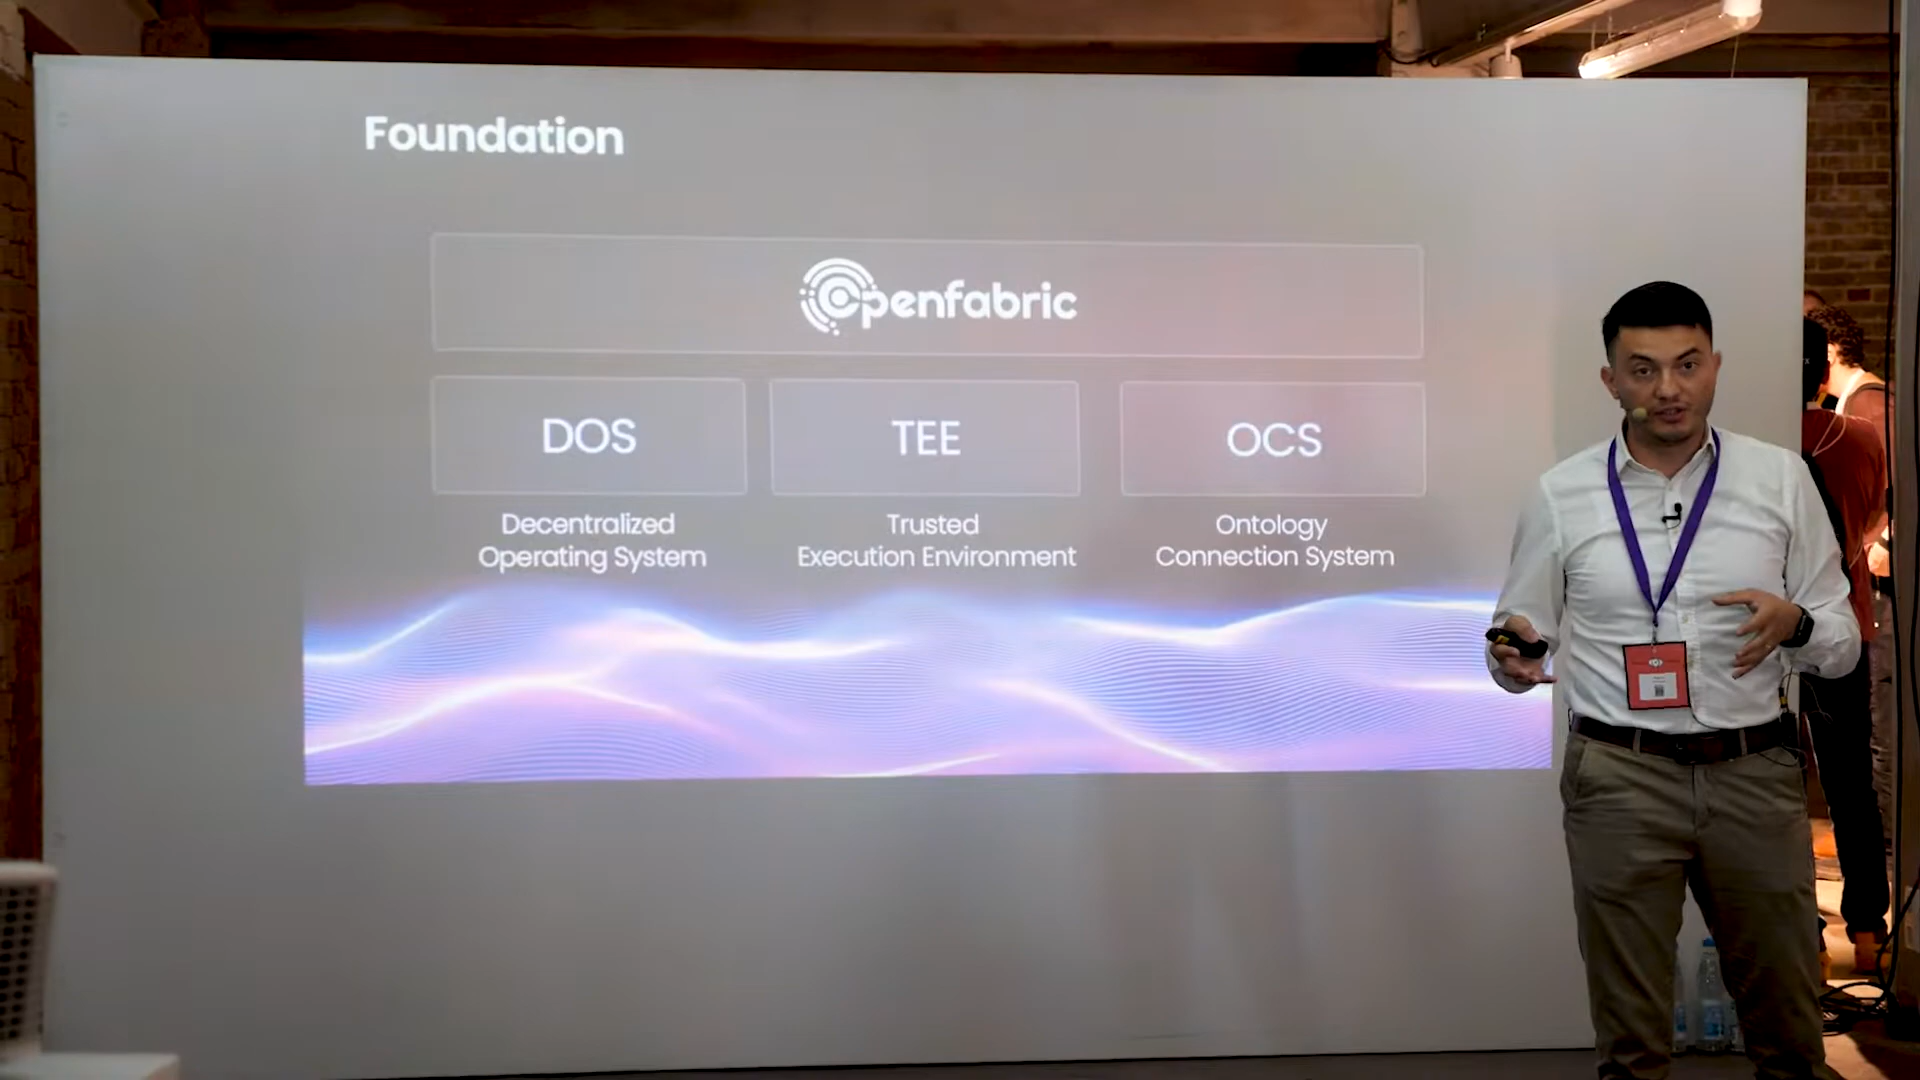 Foundation
Openfabric
DOS
TEE
OCS
Decentralized
Operating System
Trusted
Execution Environment
Ontology
Connection System